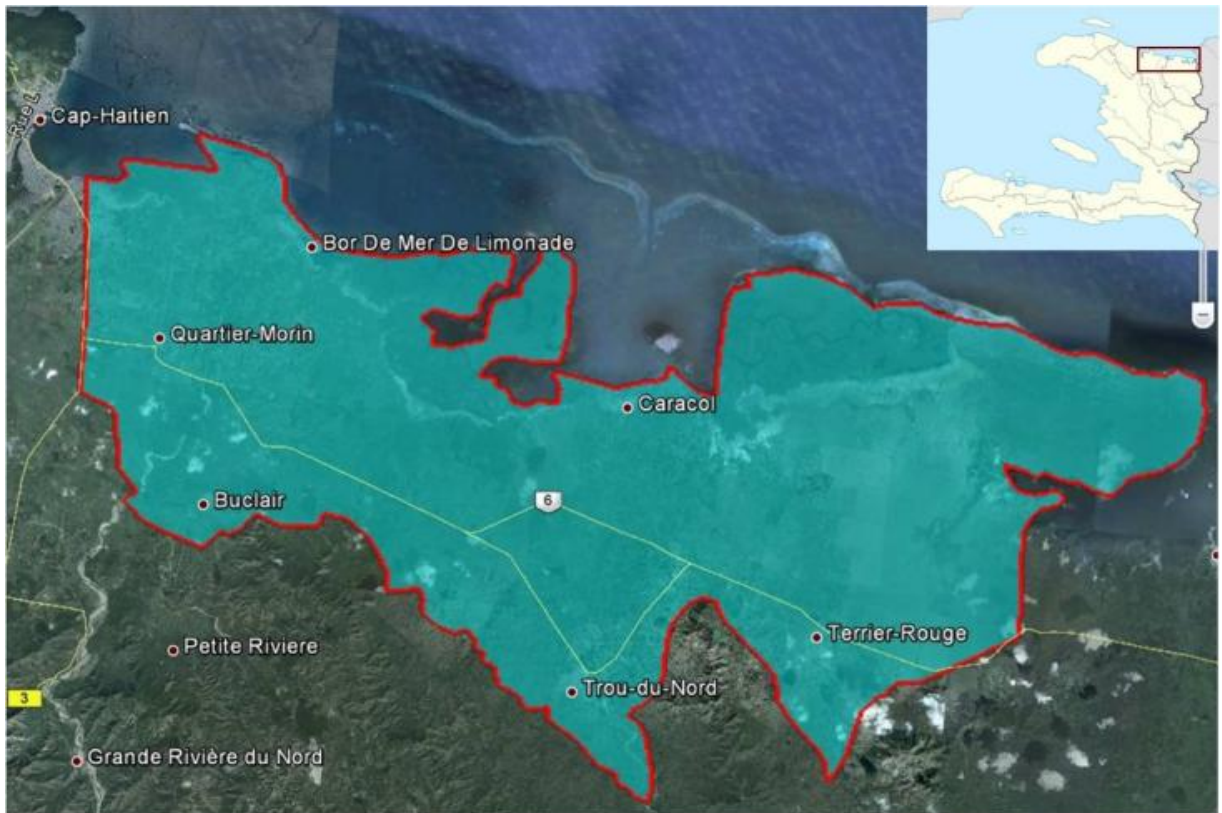 Rue L
Cap-Haitien
Bor De Mer De Limonade
Quartier-Morin
Caracol
Buclair
6
Terrier-Rouge
Petite Riviere
Trou-du-Nord
3
Grande Rivière du Nord